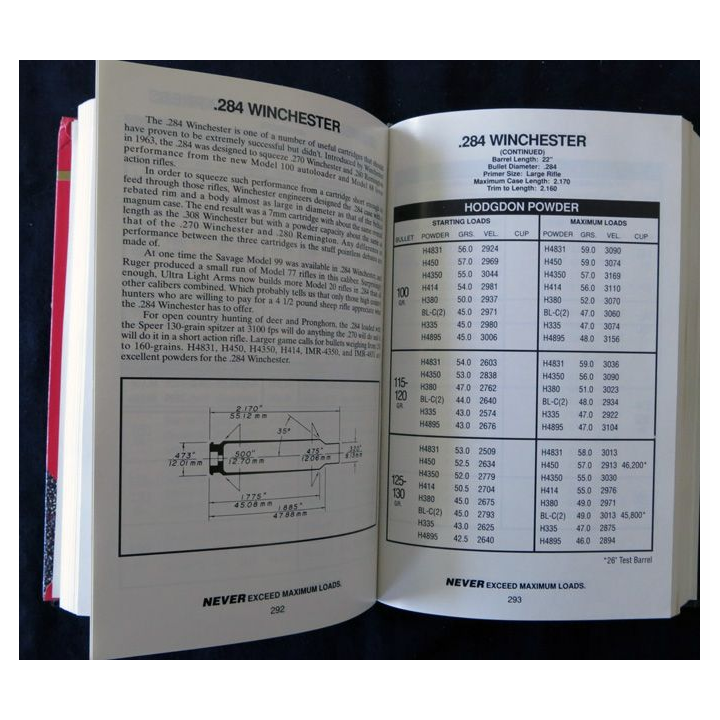 .284 WINCHESTER
The .284 Winchester is one of a number of useful cartridges that should
have proven to be extremely successful but didn't. Introduced by Winchester
in 1963, the .284 was designed to squeeze .270 Winchester and .280 Remington
performance from the new Model 100 autoloader and Model 88 lever
action rifles.
In order to squeeze such performance from a cartridge short enough to
feed through those rifles, Winchester engineers designed the .284 case with a
rebated rim and a body almost as large in diameter as that of the belted
magnum case. The end result was a 7mm cartridge with about the same overall
length as the .308 Winchester but with a powder capacity about the same as
that of the .270 Winchester and .280 Remington. Any difference in
performance between the three cartridges is the stuff pointless debates are
made of.
At one time the Savage Model 99 was available in .284 Winchester and
Ruger produced a small run of Model 77 rifles in this caliber. Surprisingly
enough, Ultra Light Arms now builds more Model 20 rifles in .284 than all
other calibers combined. Which probably tells us that only those high country
hunters who are willing to pay for a 4 1/2 pound sheep rifle appreciate what
the .284 Winchester has to offer.
For open country hunting of deer and Pronghorn, the .284 loaded with
the Speer 130-grain spitzer at 3100 fps will do anything the .270 will do and
will do it in a short action rifle. Larger game calls for bullets weighing from
to 160-grains. H4831, H450, H4350, H414, IMR-4350, and IMR-4831 are
excellent powders for the .284 Winchester.
2.170"
55.12 mm
35°
.473"
12.01 mm
.500"
12.70 mm
.475"
12.06 mm
.320"
8.13 mm
1.775"
45.08 mm
1.885"
47.88 mm
NEVER EXCEED MAXIMUM LOADS.
292
.284 WINCHESTER
(CONTINUED)
Barrel Length: 22"
Bullet Diameter: .284
Primer Size: Large Rifle
Maximum Case Length: 2.170
Trim to Length: 2.160
HODGDON POWDER
STARTING LOADS MAXIMUM LOADS
BULLET POWDER GRS. VEL. CUP POWDER GRS. VEL. CUP
100 GR.
H4831 56.0 2924 H4831 59.0 3090
H450 57.0 2969 H450 59.0 3074
H4350 55.0 3044 H4350 57.0 3169
H414 54.0 2981 H414 56.0 3110
H380 50.0 2937 H380 52.0 3070
BL-C(2) 45.0 2971 BL-C(2) 47.0 3060
H335 45.0 2980 H335 47.0 3074
H4895 45.0 3006 H4895 48.0 3156
115-120 GR.
H4831 54.0 2603 H4831 59.0 3036
H4350 53.0 2838 H4350 56.0 3090
H380 47.0 2762 H380 51.0 3023
BL-C(2) 44.0 2640 BL-C(2) 48.0 2934
H335 43.0 2574 H335 47.0 2922
H4895 43.0 2676 H4895 47.0 3104
125-130 GR.
H4831 53.0 2509 H4831 58.0 3013
H450 52.5 2634 H450 57.0 2913 46,200*
H4350 52.0 2779 H4350 55.0 3030
H414 50.5 2704 H414 55.0 2976
H380 45.0 2675 H380 49.0 2971
BL-C(2) 45.0 2793 BL-C(2) 49.0 3013 45,800*
H335 43.0 2625 H335 47.0 2875
H4895 42.5 2640 H4895 46.0 2894
*26" Test Barrel
NEVER EXCEED MAXIMUM LOADS.
293